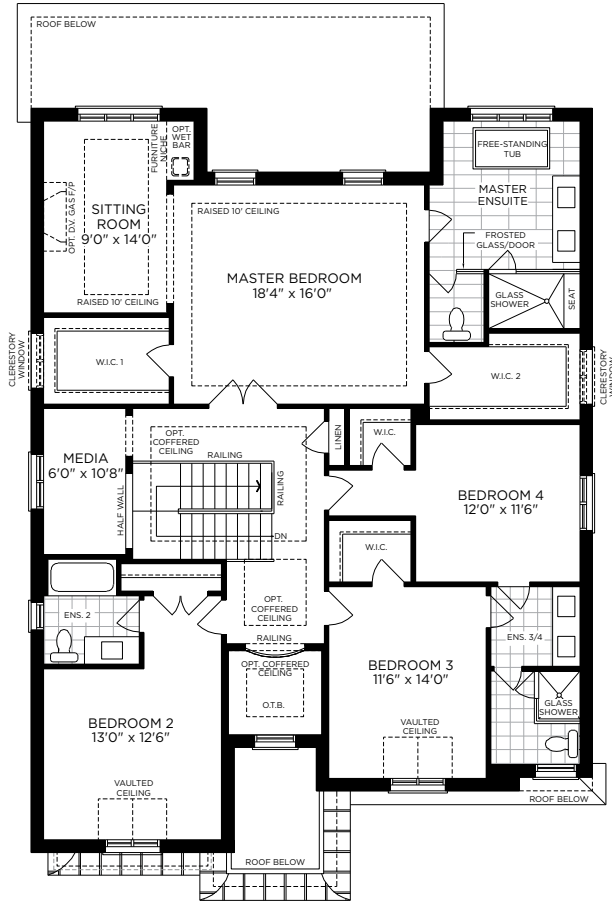 ROOF BELOW
OPT.
WET
BAR
FURNITURE
NICHE
OPT. D.V. GAS F/P
SITTING
ROOM
9'0" x 14'0"
RAISED 10' CEILING
RAISED 10' CEILING
MASTER BEDROOM
18'4" x 16'0"
FREE-STANDING
TUB
MASTER
ENSUITE
FROSTED
GLASS/DOOR
GLASS
SHOWER
SEAT
CLERESTORY
WINDOW
W.I.C. 1
W.I.C. 2
CLERESTORY
WINDOW
MEDIA
6'0" x 10'8"
HALF WALL
OPT.
COFFERED
CEILING
RAILING
RAILING
DN
LINEN
W.I.C.
BEDROOM 4
12'0" x 11'6"
W.I.C.
OPT.
COFFERED
CEILING
RAILING
ENS. 2
ENS. 3/4
OPT. COFFERED
CEILING
O.T.B.
BEDROOM 3
11'6" x 14'0"
GLASS
SHOWER
BEDROOM 2
13'0" x 12'6"
VAULTED
CEILING
VAULTED
CEILING
ROOF BELOW
ROOF BELOW